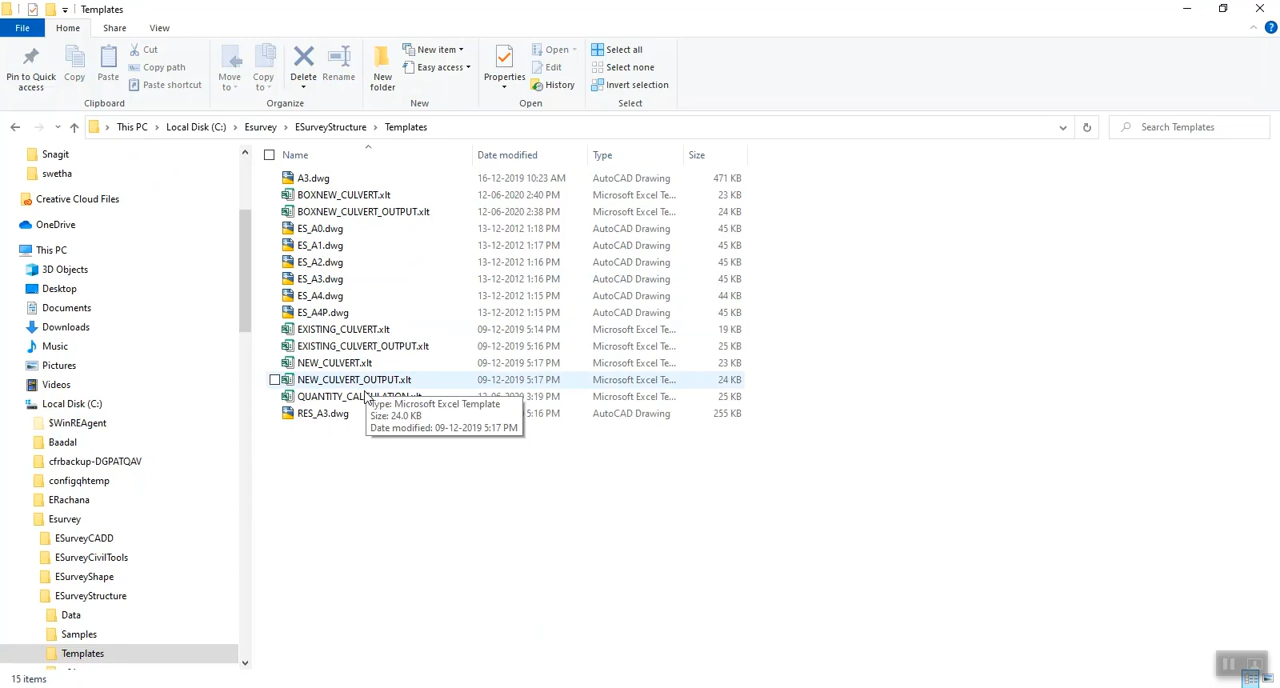 Templates
File Home Share View
Pin to Quick access
Copy
Paste
Cut
Copy path
Paste shortcut
Clipboard
Move to
Copy to
Delete
Rename
Organize
New folder
New item
Easy access
New
Properties
Open
Edit
History
Open
Select all
Select none
Invert selection
Select
This PC > Local Disk (C:) > Esurvey > ESurveyStructure > Templates
Search Templates
Snagit
swetha
Creative Cloud Files
OneDrive
This PC
3D Objects
Desktop
Documents
Downloads
Music
Pictures
Videos
Local Disk (C:)
$WinREAgent
Baadal
cfrbackup-DGPATQAV
configqhtemp
ERachana
Esurvey
ESurveyCADD
ESurveyCivilTools
ESurveyShape
ESurveyStructure
Data
Samples
Templates
Name Date modified Type Size
A3.dwg 16-12-2019 10:23 AM AutoCAD Drawing 471 KB
BOXNEW_CULVERT.xlt 12-06-2020 2:40 PM Microsoft Excel Te... 23 KB
BOXNEW_CULVERT_OUTPUT.xlt 12-06-2020 2:38 PM Microsoft Excel Te... 24 KB
ES_A0.dwg 13-12-2012 1:18 PM AutoCAD Drawing 45 KB
ES_A1.dwg 13-12-2012 1:17 PM AutoCAD Drawing 45 KB
ES_A2.dwg 13-12-2012 1:16 PM AutoCAD Drawing 45 KB
ES_A3.dwg 13-12-2012 1:16 PM AutoCAD Drawing 45 KB
ES_A4.dwg 13-12-2012 1:15 PM AutoCAD Drawing 44 KB
ES_A4P.dwg 13-12-2012 1:15 PM AutoCAD Drawing 45 KB
EXISTING_CULVERT.xlt 09-12-2019 5:14 PM Microsoft Excel Te... 19 KB
EXISTING_CULVERT_OUTPUT.xlt 09-12-2019 5:16 PM Microsoft Excel Te... 25 KB
NEW_CULVERT.xlt 09-12-2019 5:17 PM Microsoft Excel Te... 23 KB
NEW_CULVERT_OUTPUT.xlt 09-12-2019 5:17 PM Microsoft Excel Te... 24 KB
QUANTITY_CALCULATION.xlt 3:19 PM Microsoft Excel Te... 25 KB
RES_A3.dwg 5:16 PM AutoCAD Drawing 255 KB
Type: Microsoft Excel Template
Size: 24.0 KB
Date modified: 09-12-2019 5:17 PM
15 items